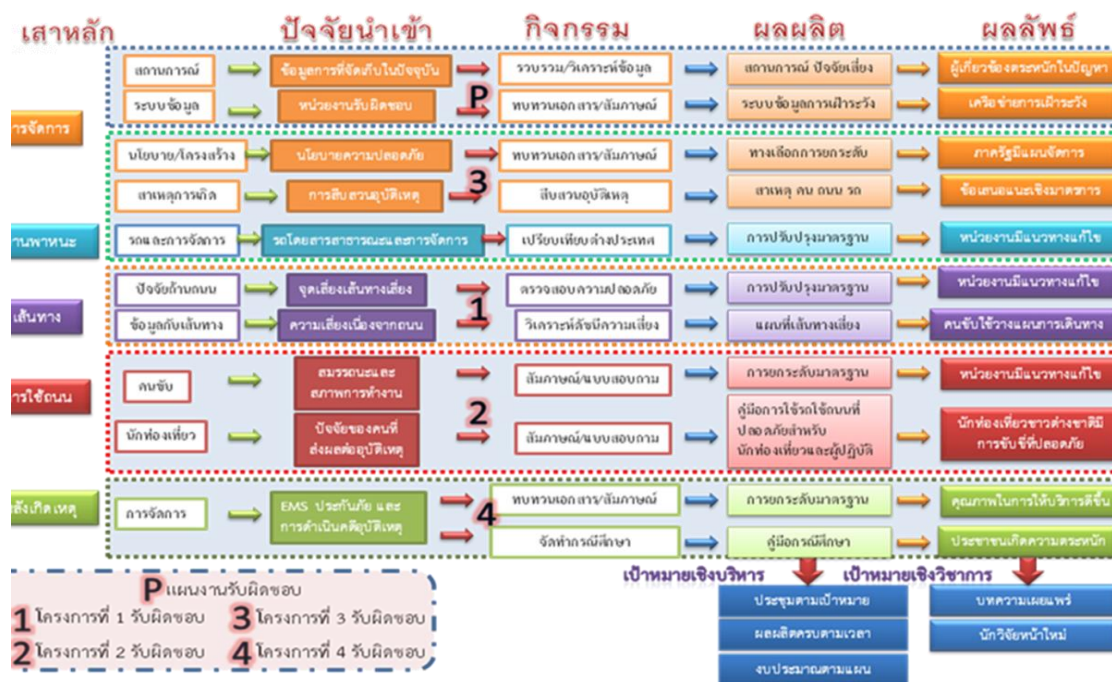 เสาหลัก ปัจจัยนำเข้า กิจกรรม ผลผลิต ผลลัพธ์
สถานการณ์ ข้อมูลการที่จัดเก็บในปัจจุบัน รวบรวม/วิเคราะห์ข้อมูล สถานการณ์ ปัจจัยเสี่ยง ผู้เกี่ยวข้องตระหนักในปัญหา
P
ระบบข้อมูล หน่วยงานรับผิดชอบ ทบทวนเอกสาร/สัมภาษณ์ ระบบข้อมูลการเฝ้าระวัง เครือข่ายการเฝ้าระวัง
การจัดการ
นโยบาย/โครงสร้าง นโยบายความปลอดภัย ทบทวนเอกสาร/สัมภาษณ์ ทางเลือกการยกระดับ ภาครัฐมีแผนจัดการ
3
สาเหตุการเกิด การสืบสวนอุบัติเหตุ สืบสวนอุบัติเหตุ สาเหตุ คน ถนน รถ ข้อเสนอแนะเชิงมาตรการ
านพาหนะ รถและการจัดการ รถโดยสารสาธารณะและการจัดการ เปรียบเทียบต่างประเทศ การปรับปรุงมาตรฐาน หน่วยงานมีแนวทางแก้ไข
ปัจจัยด้านถนน จุดเสี่ยงเส้นทางเสี่ยง ตรวจสอบความปลอดภัย การปรับปรุงมาตรฐาน หน่วยงานมีแนวทางแก้ไข
1
เส้นทาง ข้อมูลกับเส้นทาง ความเสี่ยงเนื่องจากถนน วิเคราะห์ดัชนีความเสี่ยง แผนที่เส้นทางเสี่ยง คนขับใช้วางแผนการเดินทาง
การใช้ถนน คนขับ สมรรถนะและ
สภาพการทำงาน สัมภาษณ์/แบบสอบถาม การยกระดับมาตรฐาน หน่วยงานมีแนวทางแก้ไข
2
นักท่องเที่ยว ปัจจัยของคนที่
ส่งผลต่ออุบัติเหตุ สัมภาษณ์/แบบสอบถาม คู่มือการใช้รถใช้ถนนที่
ปลอดภัยสำหรับ
นักท่องเที่ยวและผู้ปฏิบัติ นักท่องเที่ยวชาวต่างชาติมี
การขับขี่ที่ปลอดภัย
ลังเกิดเหตุ การจัดการ EMS ประกันภัย และ
การดำเนินคดีอุบัติเหตุ ทบทวนเอกสาร/สัมภาษณ์ การยกระดับมาตรฐาน คุณภาพในการให้บริการดีขึ้น
4
จัดทำกรณีศึกษา คู่มือกรณีศึกษา ประชาชนเกิดความตระหนัก
เป้าหมายเชิงบริหาร เป้าหมายเชิงวิชาการ
P แผนงานรับผิดชอบ
1 โครงการที่ 1 รับผิดชอบ 3 โครงการที่ 3 รับผิดชอบ
2 โครงการที่ 2 รับผิดชอบ 4 โครงการที่ 4 รับผิดชอบ
ประชุมตามเป้าหมาย บทความเผยแพร่
ผลผลิตครบตามเวลา นักวิจัยหน้าใหม่
งบประมาณตามแผน